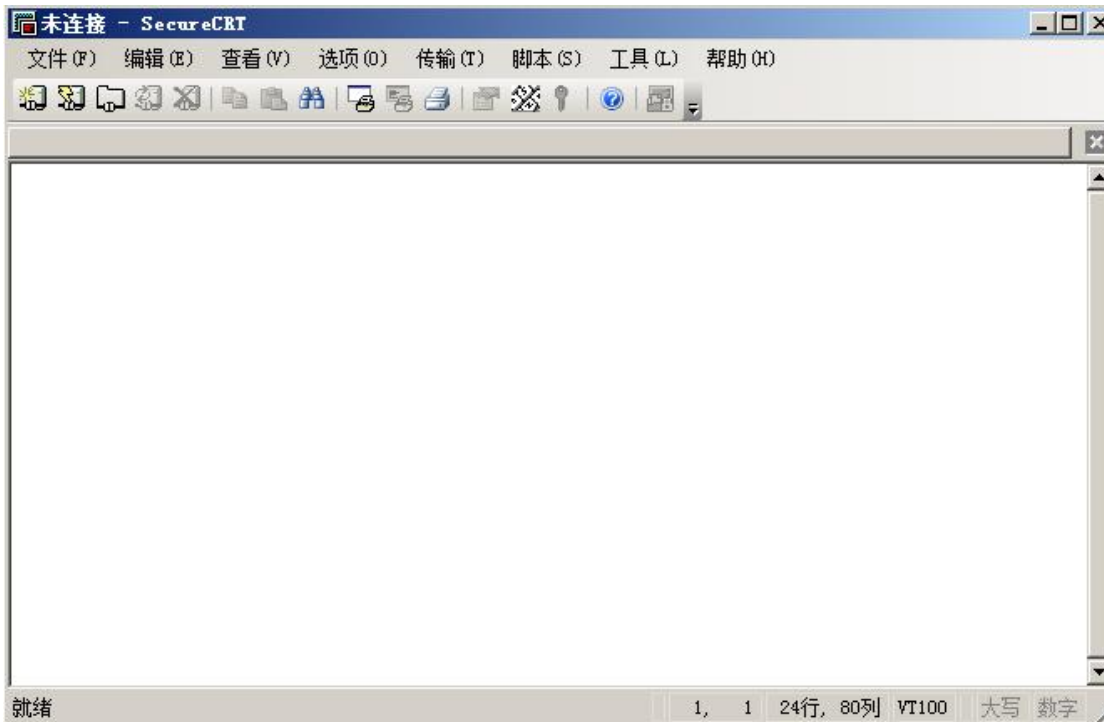 未连接 - SecureCRT
文件(F) 编辑(E) 查看(V) 选项(O) 传输(T) 脚本(S) 工具(L) 帮助(H)
就绪 1, 1 24行, 80列 VT100 大写 数字